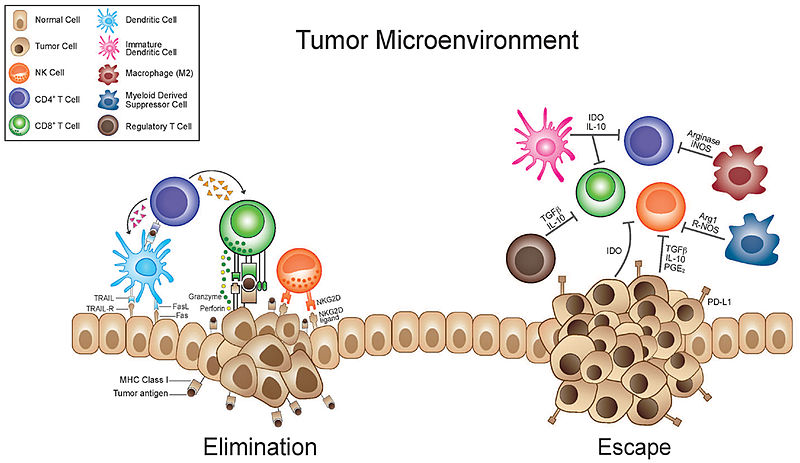 Tumor Microenvironment
Normal Cell
Tumor Cell
NK Cell
CD4⁺ T Cell
CD8⁺ T Cell
Dendritic Cell
Immature
Dendritic Cell
Macrophage (M2)
Myeloid Derived
Suppressor Cell
Regulatory T Cell
TRAIL
TRAIL-R
FasL
Fas
Granzyme
Perforin
NKG2D
NKG2D
ligand
MHC Class I
Tumor antigen
Elimination
IDO
IL-10
Arginase
iNOS
TGFβ
IL-10
Arg1
R-NOS
IDO
TGFβ
IL-10
PGE₂
PD-L1
Escape